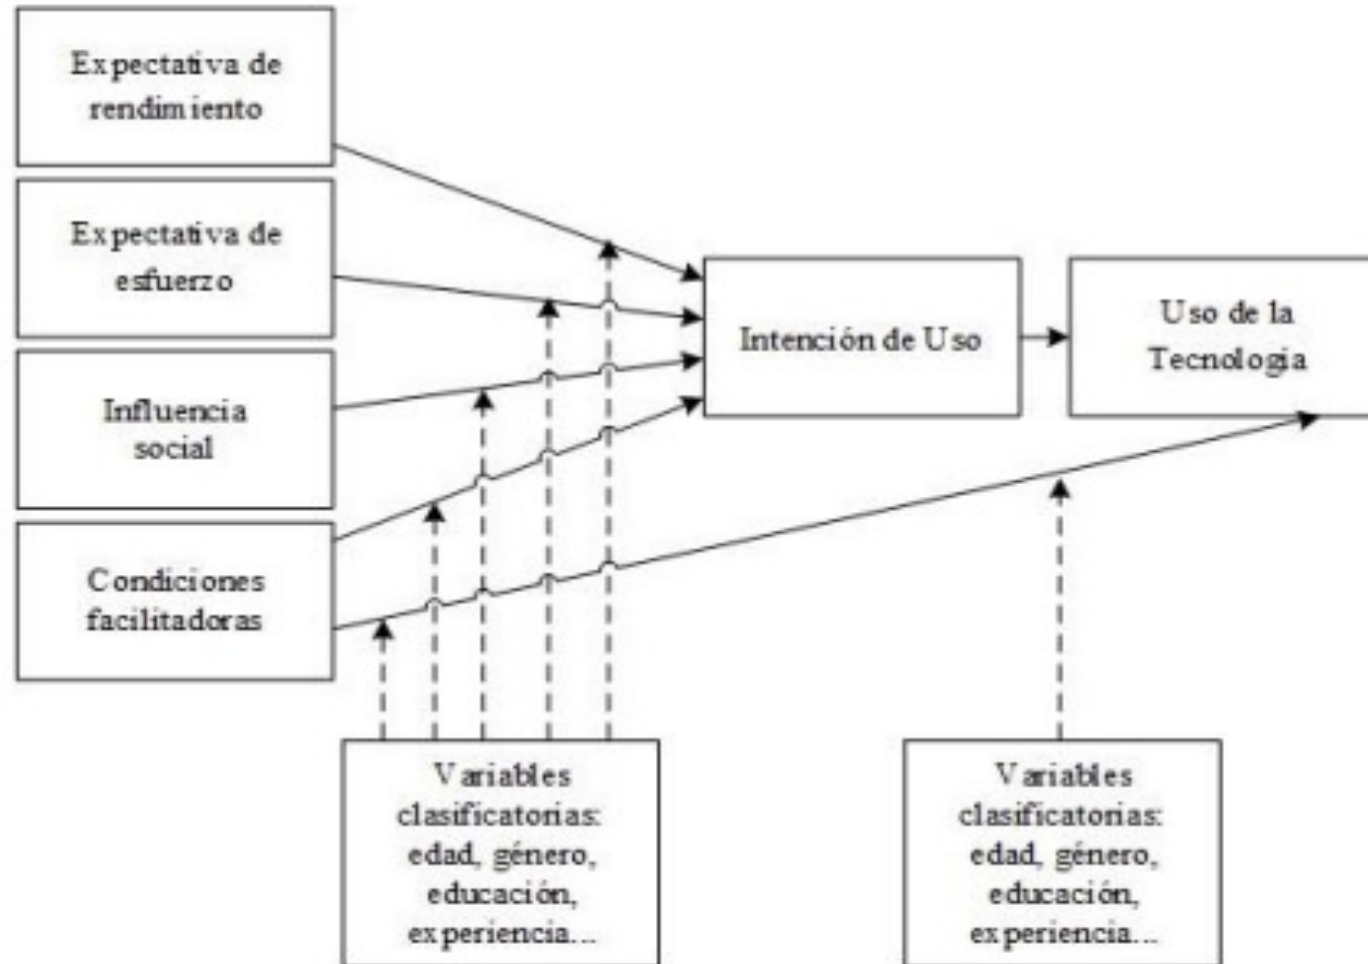 Expectativa de
rendimiento
Expectativa de
esfuerzo
Influencia
social
Condiciones
facilitadoras
Intención de Uso
Uso de la
Tecnología
Variables
clasificatorias:
edad, género,
educación,
experiencia...
Variables
clasificatorias:
edad, género,
educación,
experiencia...